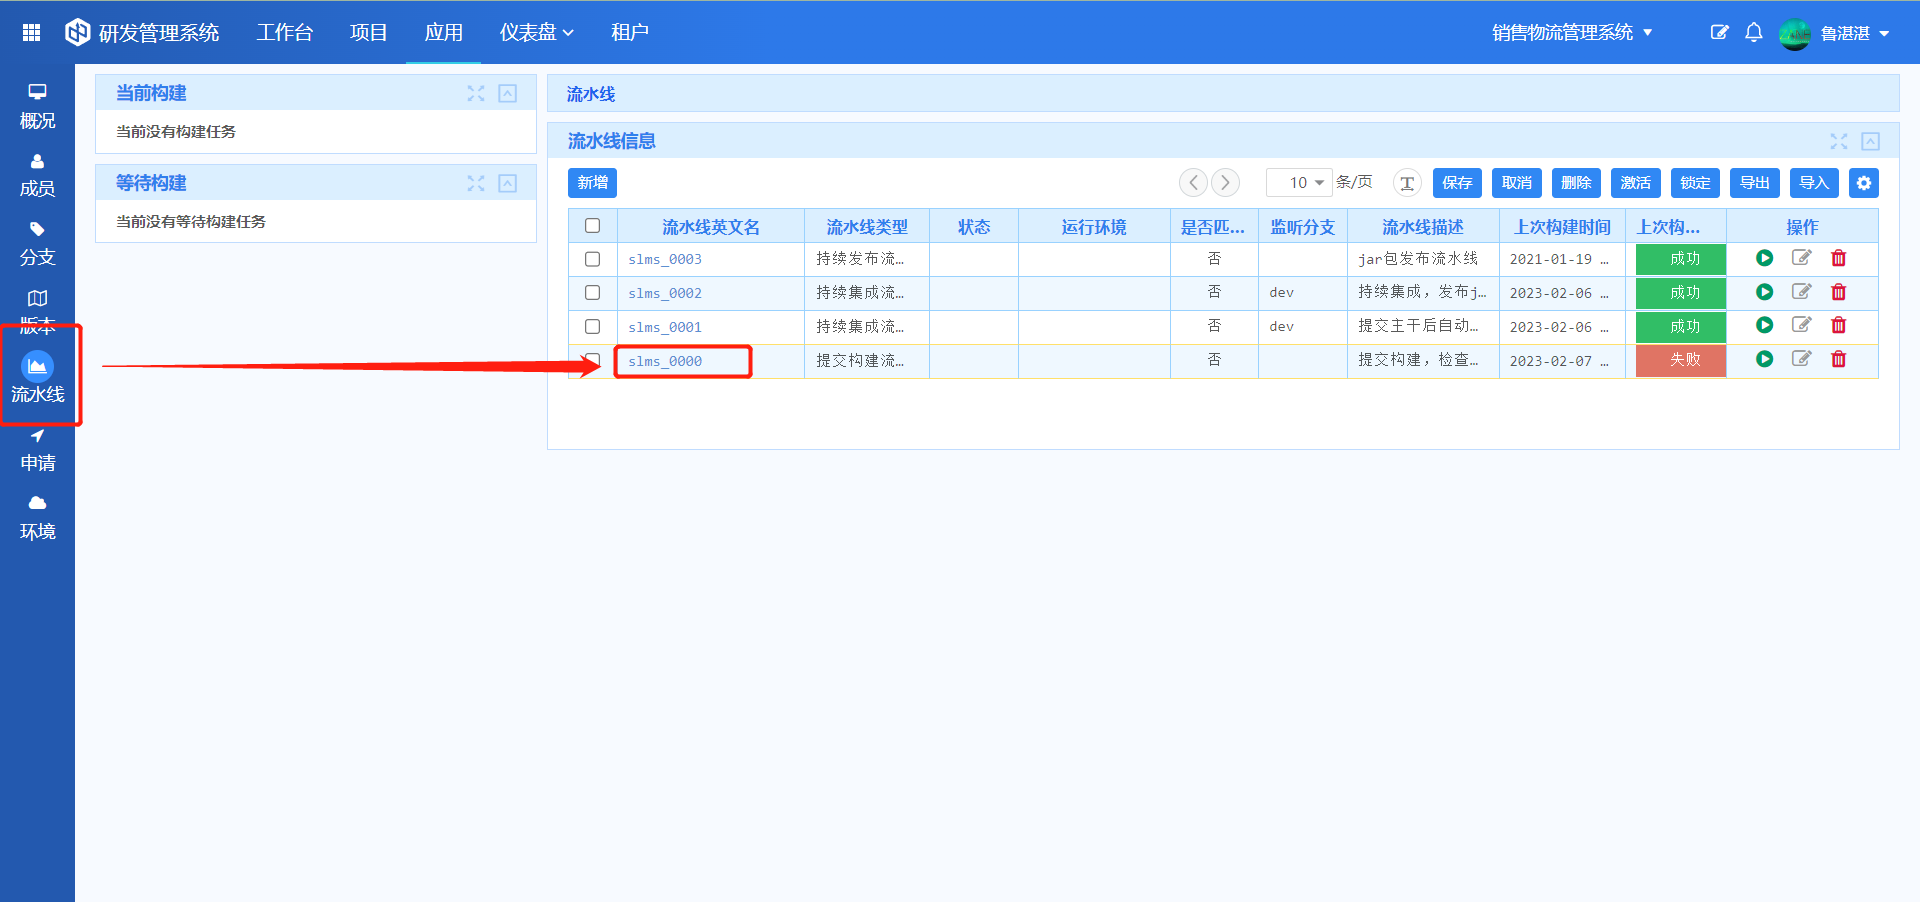 研发管理系统 工作台 项目 应用 仪表盘 租户 销售物流管理系统 鲁湛湛
概况
成员
分支
版本
流水线
申请
环境
当前构建
当前没有构建任务
等待构建
当前没有等待构建任务
流水线
流水线信息
新增 10 条/页 T 保存 取消 删除 激活 锁定 导出 导入
流水线英文名 流水线类型 状态 运行环境 是否匹... 监听分支 流水线描述 上次构建时间 上次构... 操作
slms_0003 持续发布流... 否 jar包发布流水线 2021-01-19 ... 成功
slms_0002 持续集成流... 否 dev 持续集成，发布j... 2023-02-06 ... 成功
slms_0001 持续集成流... 否 dev 提交主干后自动... 2023-02-06 ... 成功
slms_0000 提交构建流... 否 提交构建，检查... 2023-02-07 ... 失败